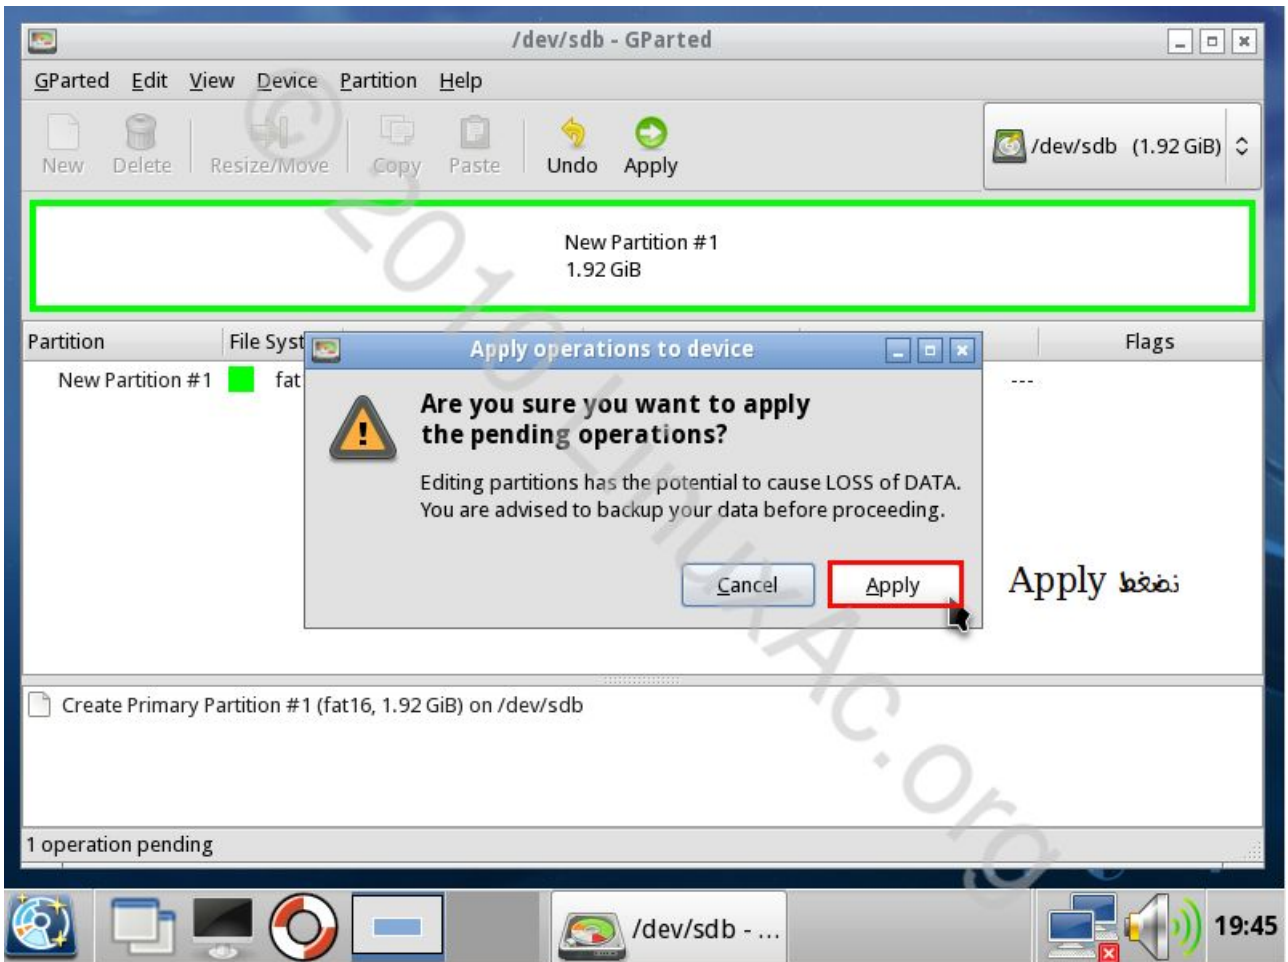 /dev/sdb - GParted
GParted Edit View Device Partition Help
New Delete Resize/Move Copy Paste Undo Apply
/dev/sdb (1.92 GiB)
New Partition #1
1.92 GiB
Partition File Syst Flags
New Partition #1 fat ---
Apply operations to device
Are you sure you want to apply
the pending operations?
Editing partitions has the potential to cause LOSS of DATA.
You are advised to backup your data before proceeding.
Cancel Apply
نضغط Apply
Create Primary Partition #1 (fat16, 1.92 GiB) on /dev/sdb
1 operation pending
/dev/sdb - ...
19:45
© 2010 LinuxAc.org